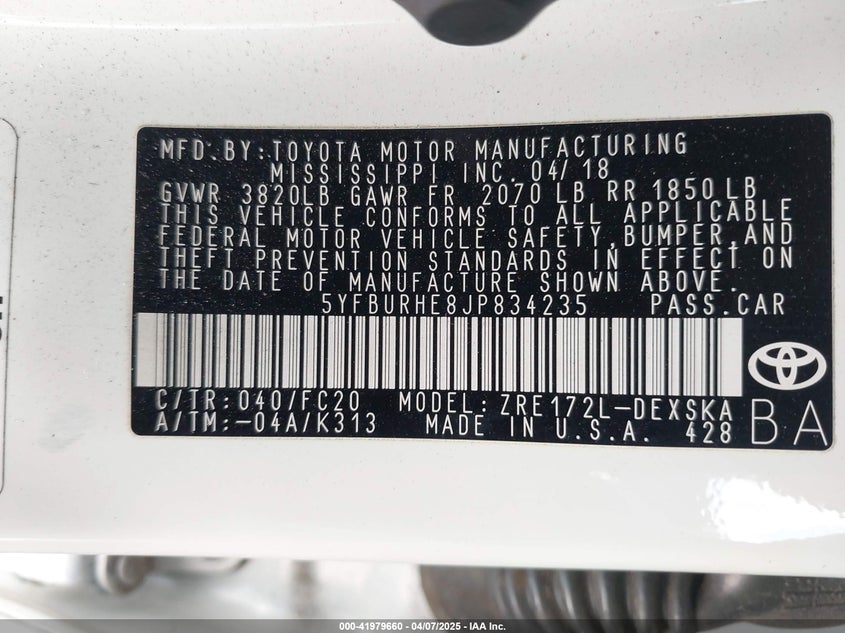 MFD. BY: TOYOTA MOTOR MANUFACTURING
MISSISSIPPI INC. 04/18
GVWR 3820LB GAWR FR 2070 LB RR 1850 LB
THIS VEHICLE CONFORMS TO ALL APPLICABLE
FEDERAL MOTOR VEHICLE SAFETY, BUMPER, AND
THEFT PREVENTION STANDARDS IN EFFECT ON
THE DATE OF MANUFACTURE SHOWN ABOVE.
5YFBURHE8JP834235 PASS. CAR
C/TR: 040/FC20 MODEL: ZRE172L-DEXSKA
A/TM: -04A/K313 MADE IN U.S.A. 428
BA
000-41979660 - 04/07/2025 - IAA Inc.